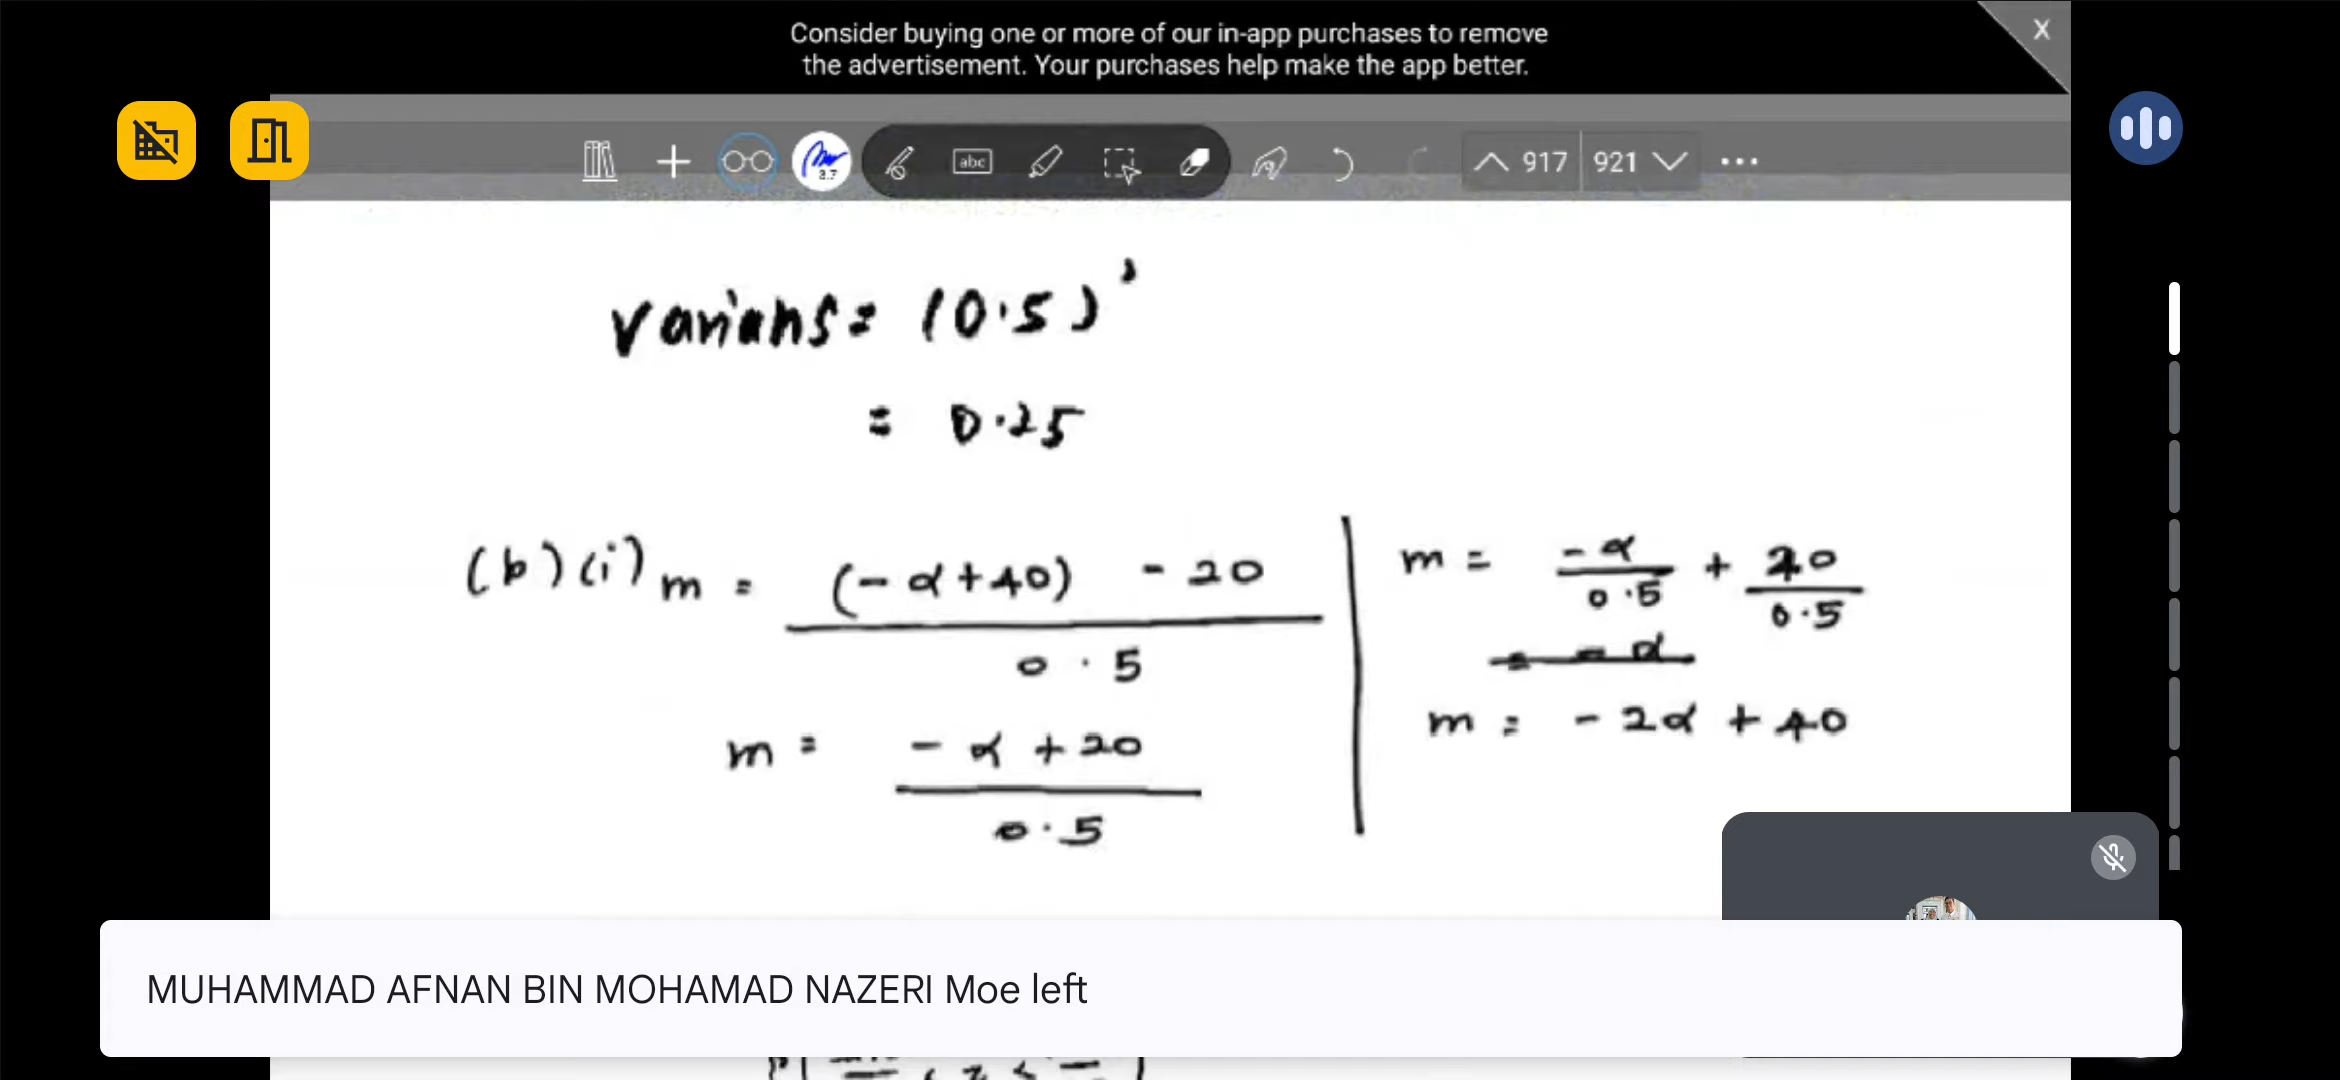 Consider buying one or more of our in-app purchases to remove
the advertisement. Your purchases help make the app better.
X
abc
917
921
varians = (0.5)²
= 0.25
(b)(i) m = (-α+40) - 20
0.5
m = -α + 20
0.5
m = -α/0.5 + 20/0.5
= - α
m = - 2α + 40
MUHAMMAD AFNAN BIN MOHAMAD NAZERI Moe left